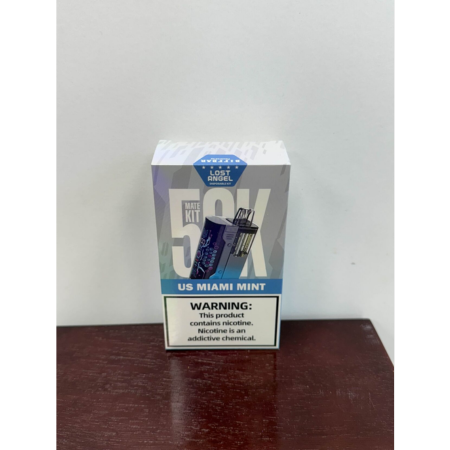 LOST
ANGEL
MATE
KIT
50K
US MIAMI MINT
WARNING:
This product
contains nicotine.
Nicotine is an
addictive chemical.